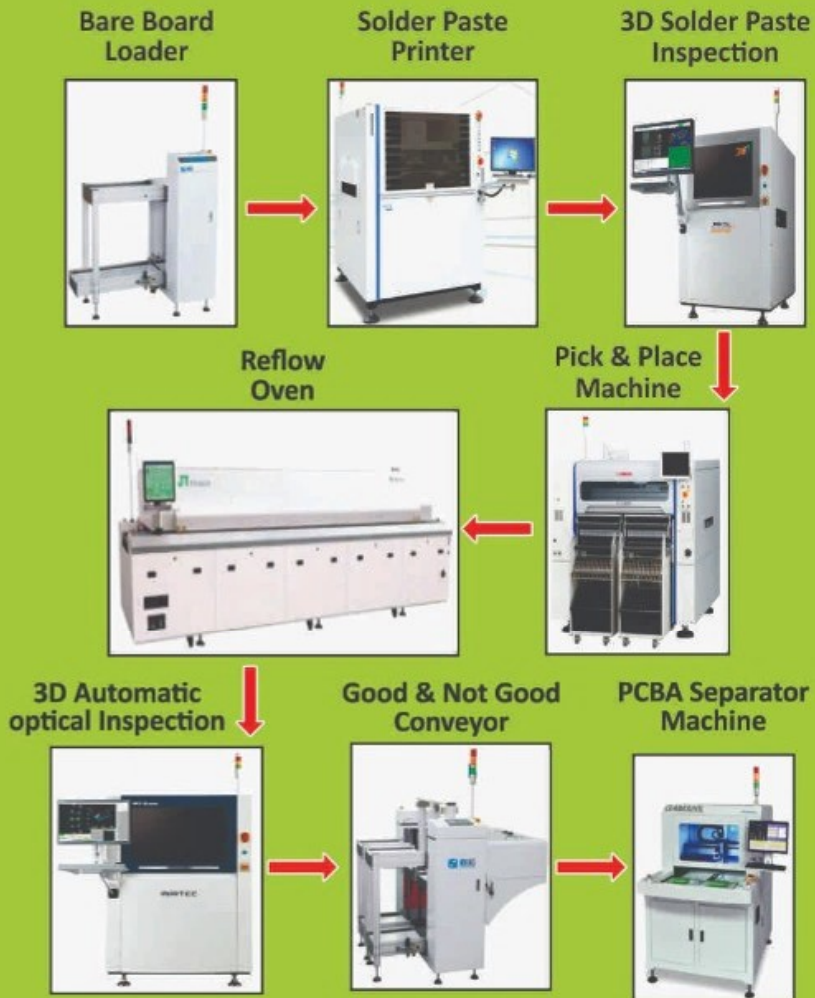 Bare Board
Loader
Solder Paste
Printer
3D Solder Paste
Inspection
Reflow
Oven
Pick & Place
Machine
JT
3D Automatic
optical Inspection
Good & Not Good
Conveyor
PCBA Separator
Machine